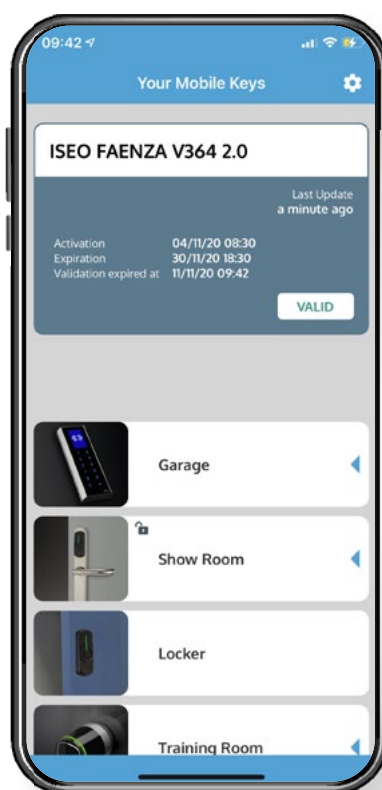 09:42
Your Mobile Keys
ISEO FAENZA V364 2.0
Last Update
a minute ago
Activation 04/11/20 08:30
Expiration 30/11/20 18:30
Validation expired at 11/11/20 09:42
VALID
Garage
Show Room
Locker
Training Room